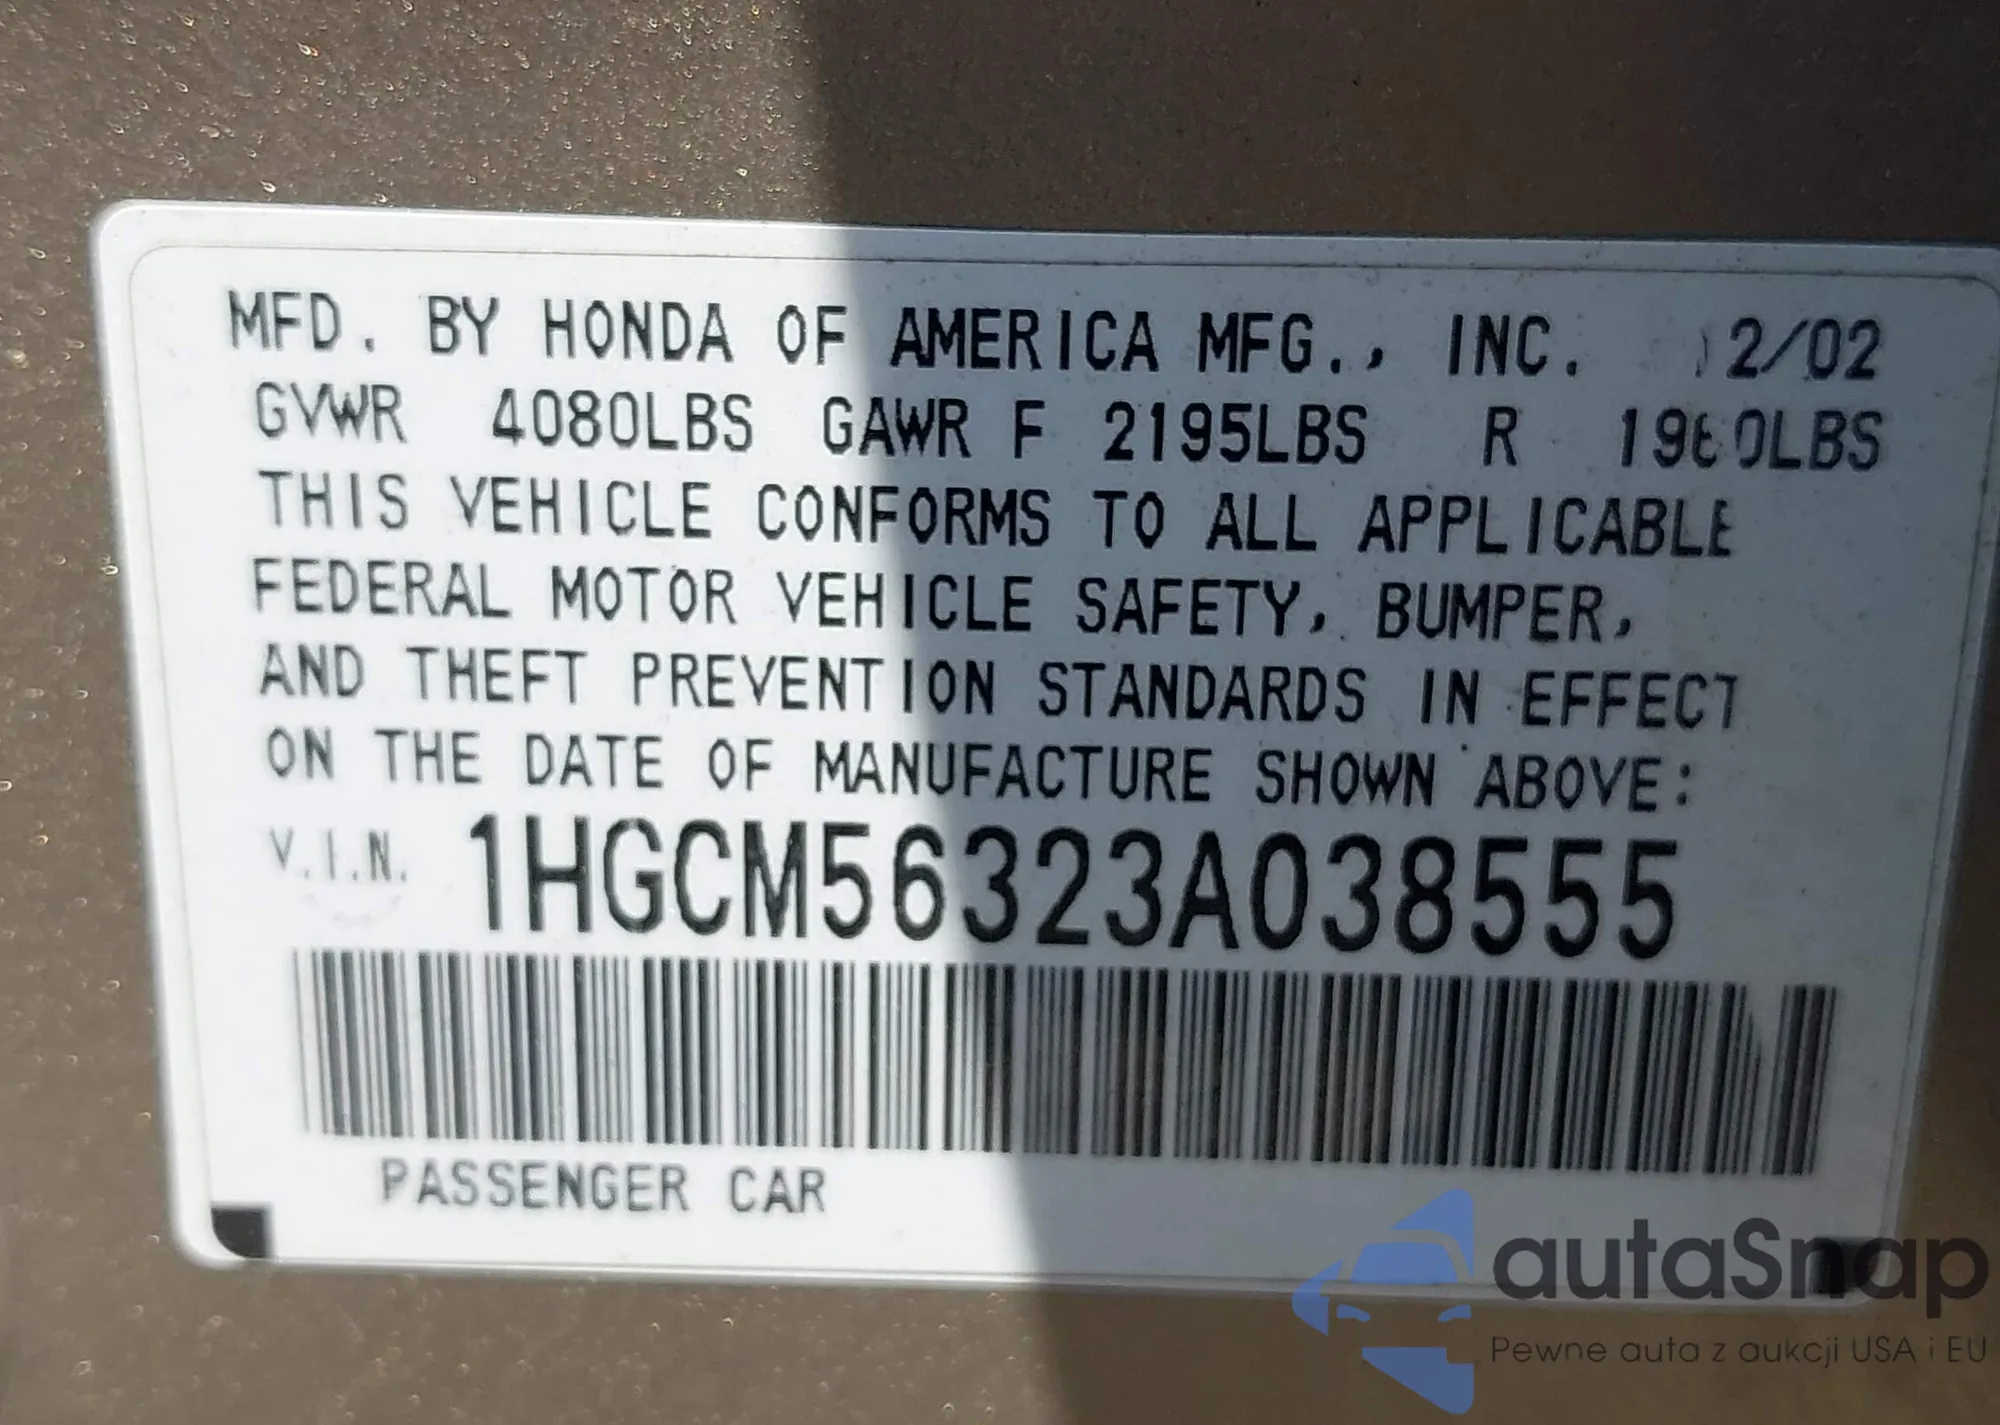 MFD. BY HONDA OF AMERICA MFG., INC. 12/02
GVWR 4080LBS GAWR F 2195LBS R
THIS VEHICLE CONFORMS TO ALL APPLICABLE
FEDERAL MOTOR VEHICLE SAFETY, BUMPER,
AND THEFT PREVENTION STANDARDS IN EFFECT
ON THE DATE OF MANUFACTURE SHOWN ABOVE:
V.I.N. 1HGCM56323A038555
PASSENGER CAR
autaSnap
Pewne auta z aukcji USA i EU